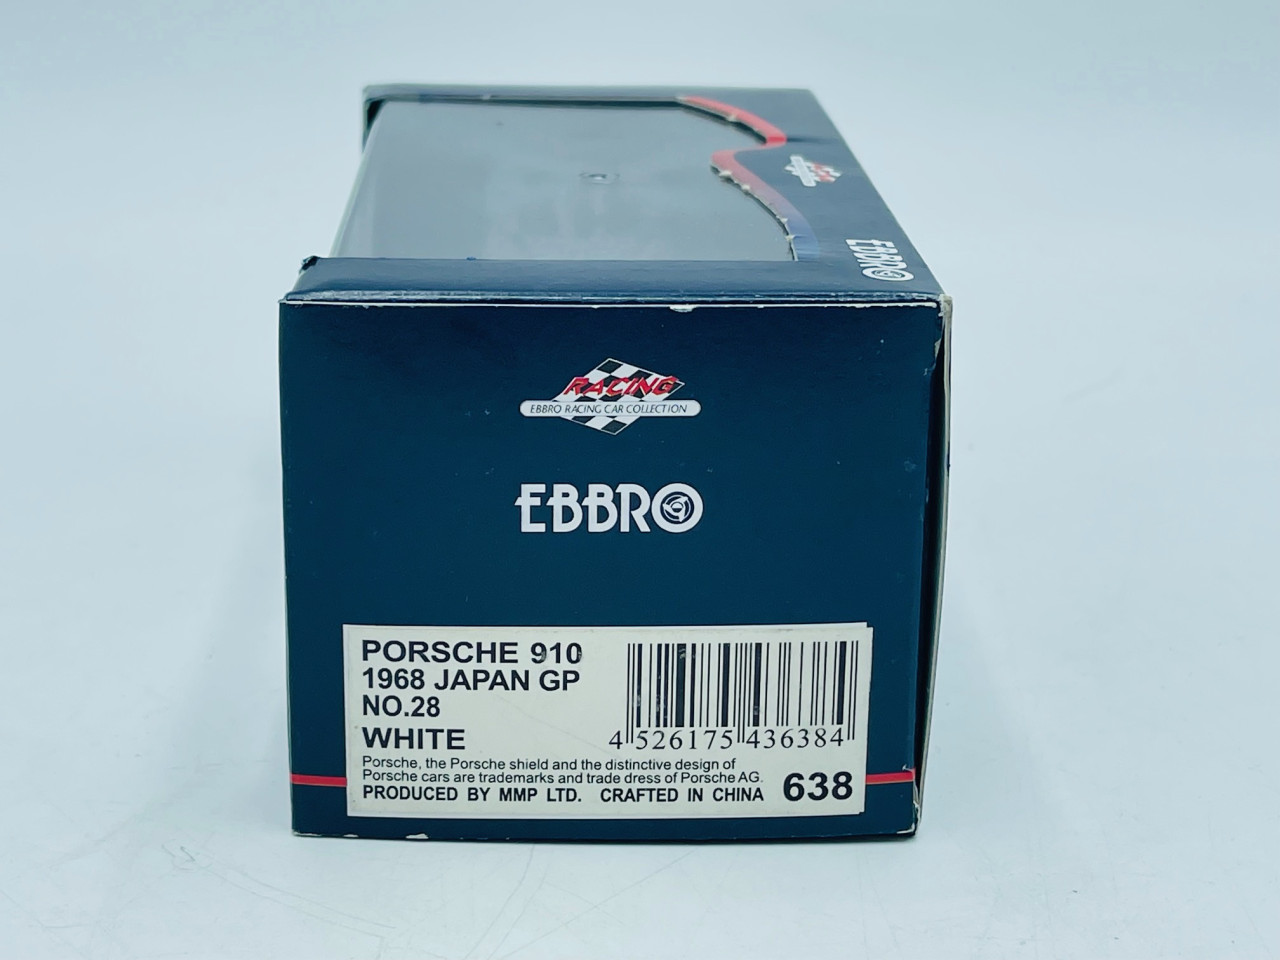 EBBRO
RACING
EBBRO RACING CAR COLLECTION
EBBRO
PORSCHE 910
1968 JAPAN GP
NO.28
WHITE
4 526175 436384
Porsche, the Porsche shield and the distinctive design of
Porsche cars are trademarks and trade dress of Porsche AG.
PRODUCED BY MMP LTD. CRAFTED IN CHINA 638